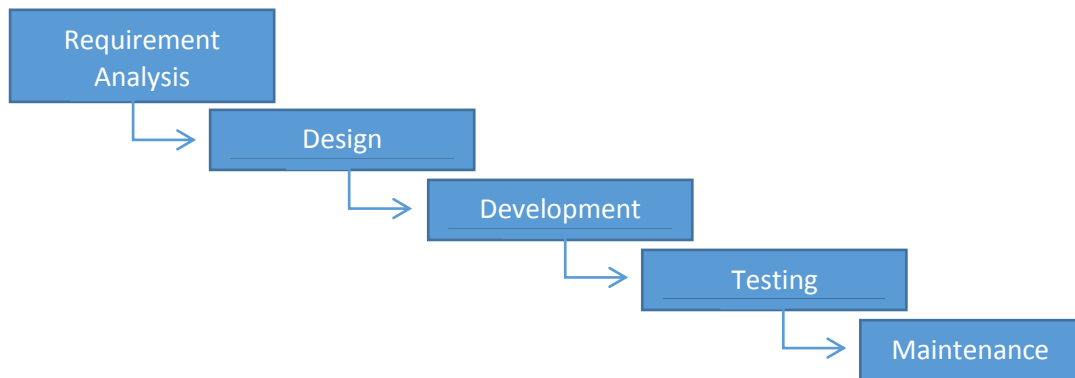 Requirement
Analysis
Design
Development
Testing
Maintenance